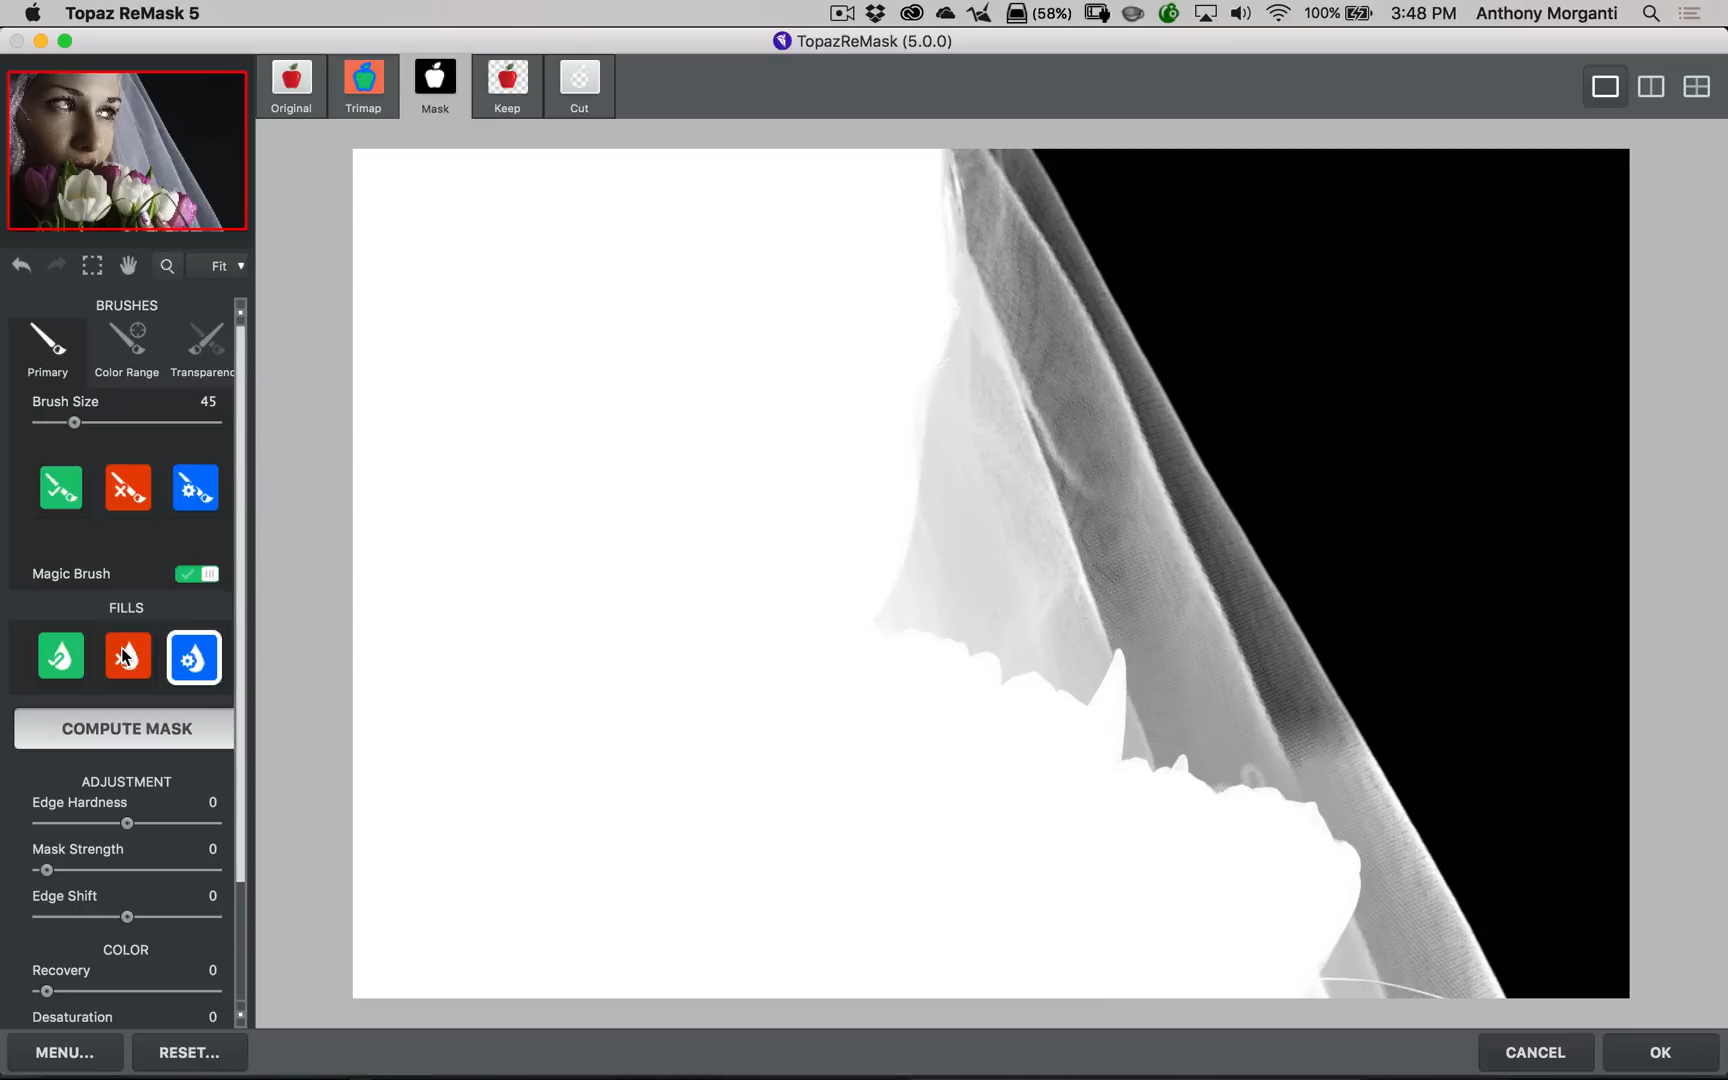 Topaz ReMask 5
(58%)
100%
3:48 PM
Anthony Morganti
TopazReMask (5.0.0)
Original
Trimap
Mask
Keep
Cut
Fit
BRUSHES
Primary
Color Range
Transparenc
Brush Size 45
Magic Brush
FILLS
COMPUTE MASK
ADJUSTMENT
Edge Hardness 0
Mask Strength 0
Edge Shift 0
COLOR
Recovery 0
Desaturation 0
MENU...
RESET...
CANCEL
OK